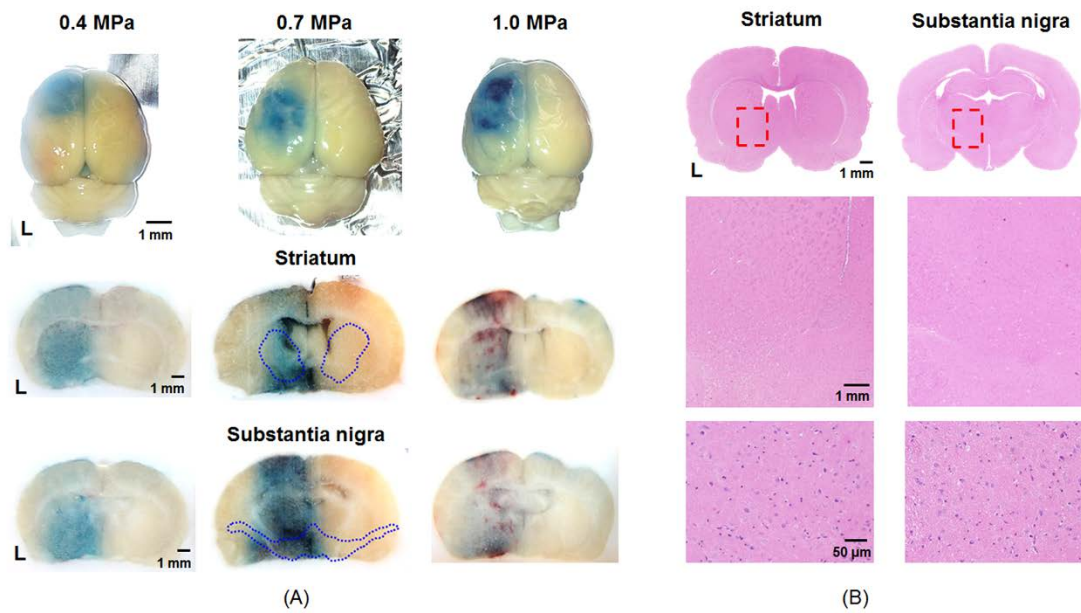 0.4 MPa 0.7 MPa 1.0 MPa
L
1 mm
Striatum
L
1 mm
Substantia nigra
L
1 mm
(A)
Striatum Substantia nigra
L
1 mm
1 mm
1 mm
50 µm
(B)